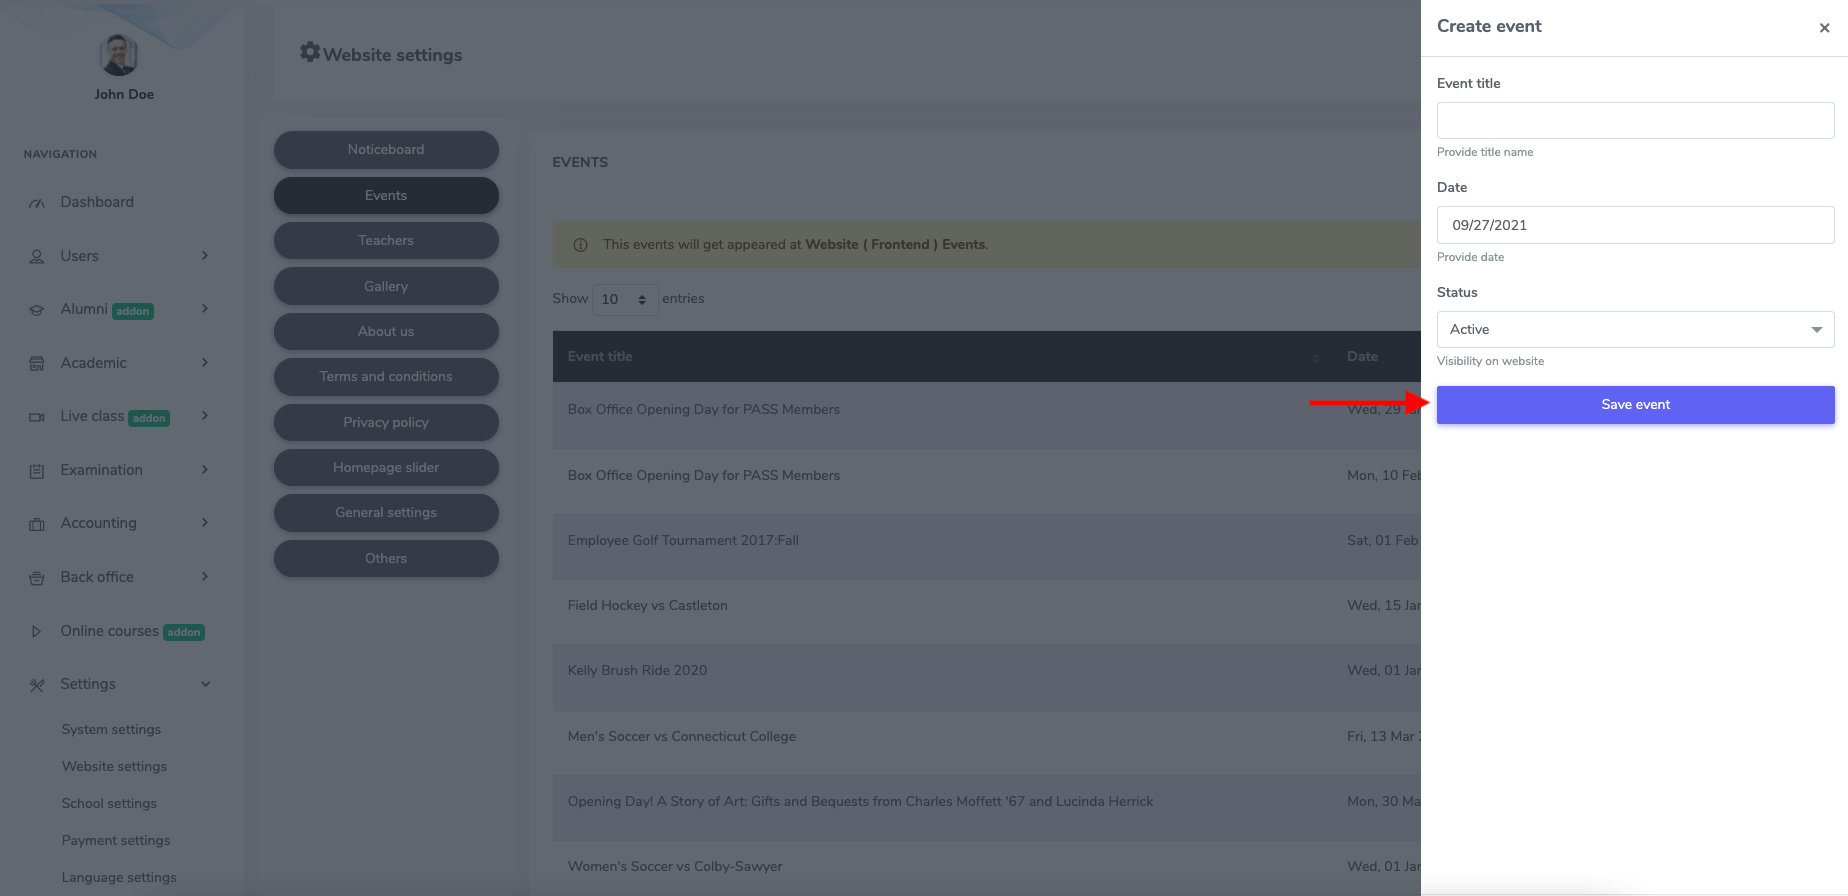 John Doe
NAVIGATION
Dashboard
Users
Alumni addon
Academic
Live class addon
Examination
Accounting
Back office
Online courses addon
Settings
System settings
Website settings
School settings
Payment settings
Language settings
Website settings
Noticeboard
Events
Teachers
Gallery
About us
Terms and conditions
Privacy policy
Homepage slider
General settings
Others
EVENTS
This events will get appeared at Website ( Frontend ) Events.
Show 10 entries
Event title Date
Box Office Opening Day for PASS Members Wed, 29
Box Office Opening Day for PASS Members Mon, 10 Feb
Employee Golf Tournament 2017:Fall Sat, 01 Feb
Field Hockey vs Castleton Wed, 15 Jan
Kelly Brush Ride 2020 Wed, 01 Jan
Men's Soccer vs Connecticut College Fri, 13 Mar
Opening Day! A Story of Art: Gifts and Bequests from Charles Moffett '67 and Lucinda Herrick Mon, 30 Ma
Women's Soccer vs Colby-Sawyer Wed, 01 Jan
Create event ×
Event title
Provide title name
Date
09/27/2021
Provide date
Status
Active
Visibility on website
Save event